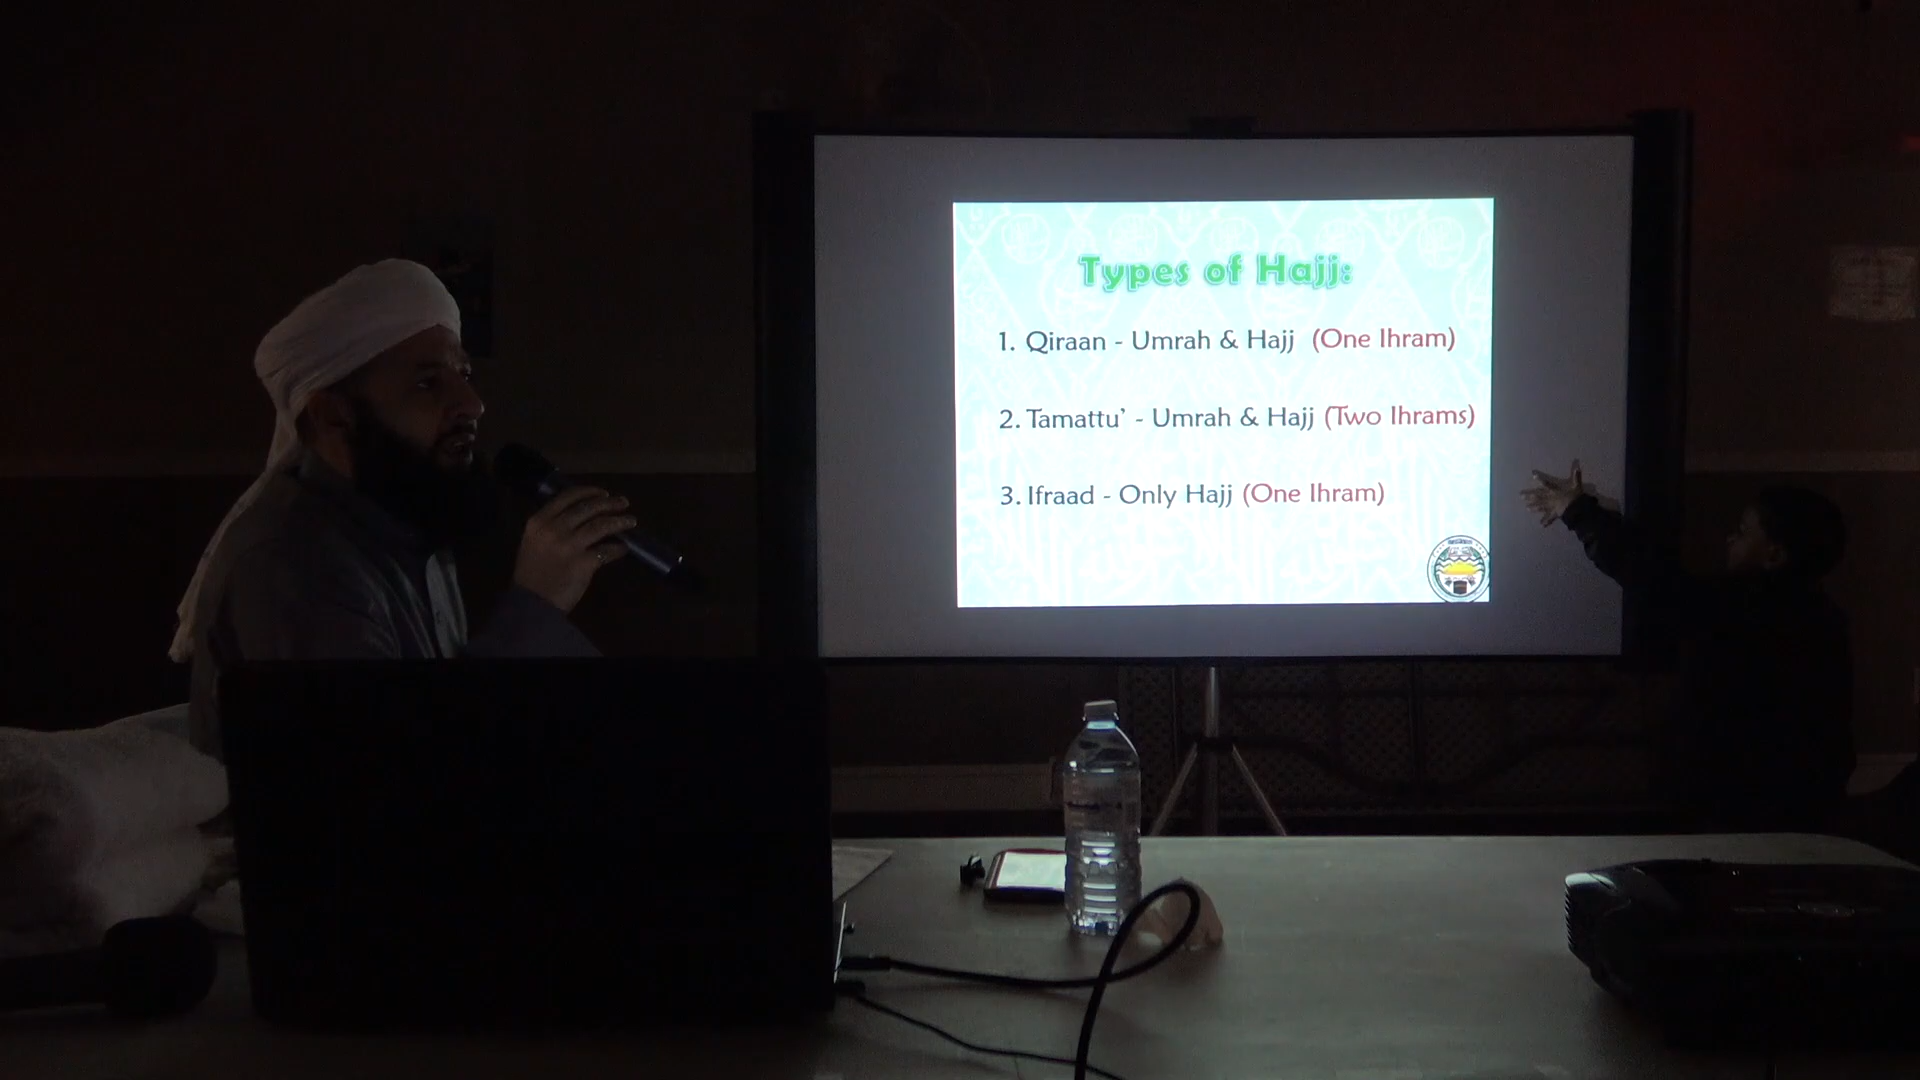 Types of Hajj:
1. Qiraan - Umrah & Hajj (One Ihram)
2. Tamattu' - Umrah & Hajj (Two Ihrams)
3. Ifraad - Only Hajj (One Ihram)